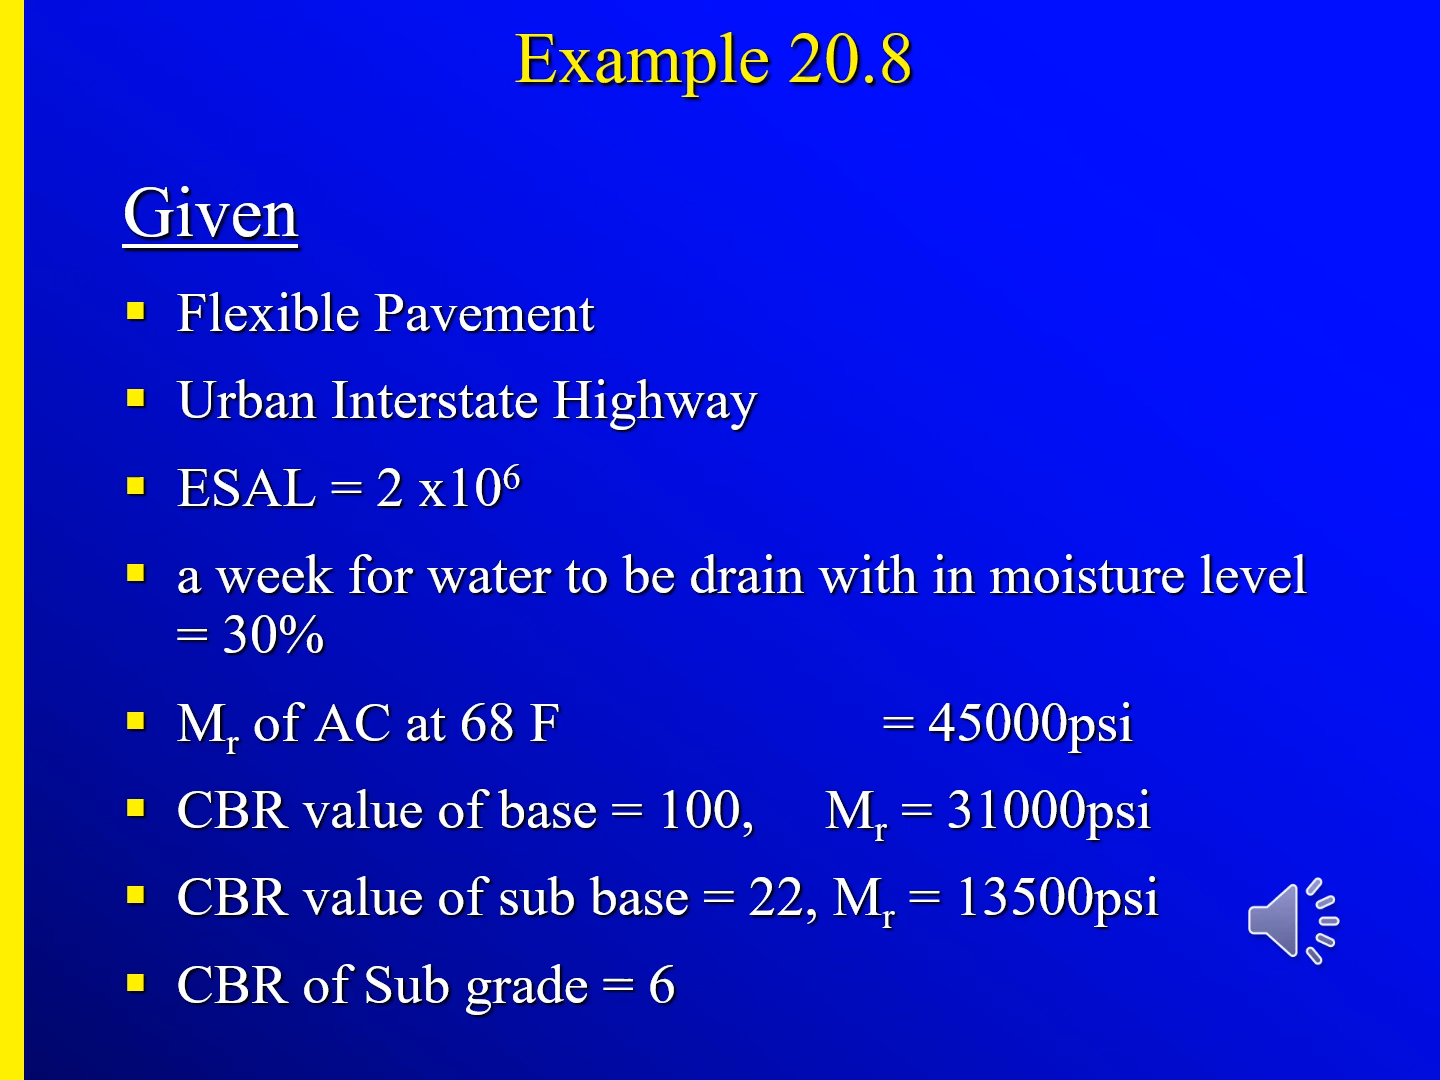 Example 20.8
Given
▪ Flexible Pavement
▪ Urban Interstate Highway
▪ ESAL = 2 x10⁶
▪ a week for water to be drain with in moisture level
= 30%
▪ Mᵣ of AC at 68 F = 45000psi
▪ CBR value of base = 100, Mᵣ = 31000psi
▪ CBR value of sub base = 22, Mᵣ = 13500psi
▪ CBR of Sub grade = 6